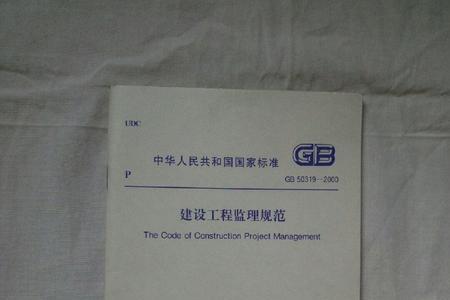 UDC
中华人民共和国国家标准 GB
P GB 50319--2000
建设工程监理规范
The Code of Construction Project Management